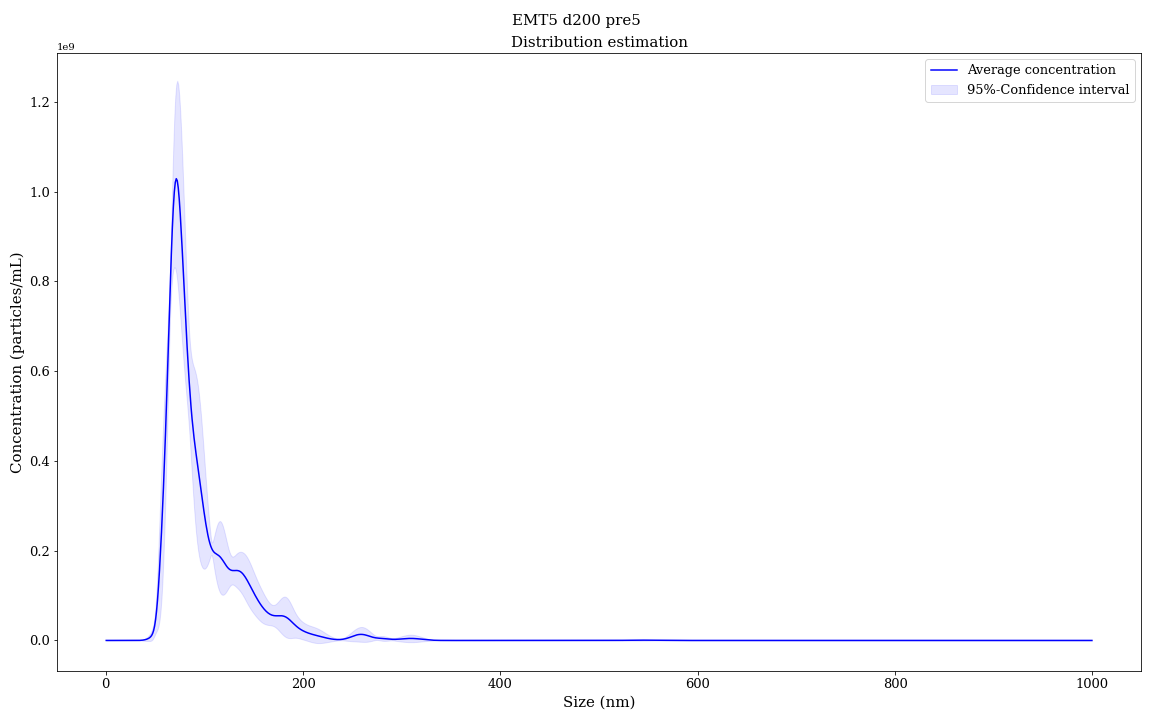 EMT5 d200 pre5
Distribution estimation
1e9
Average concentration
95%-Confidence interval
1.2
1.0
0.8
0.6
0.4
0.2
0.0
Concentration (particles/mL)
0 200 400 600 800 1000
Size (nm)